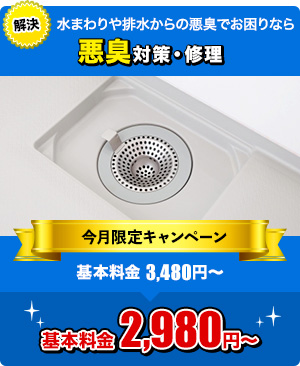 解決
水まわりや排水からの悪臭でお困りなら
悪臭対策・修理
今月限定キャンペーン
基本料金 3,480円〜
基本料金 2,980円〜